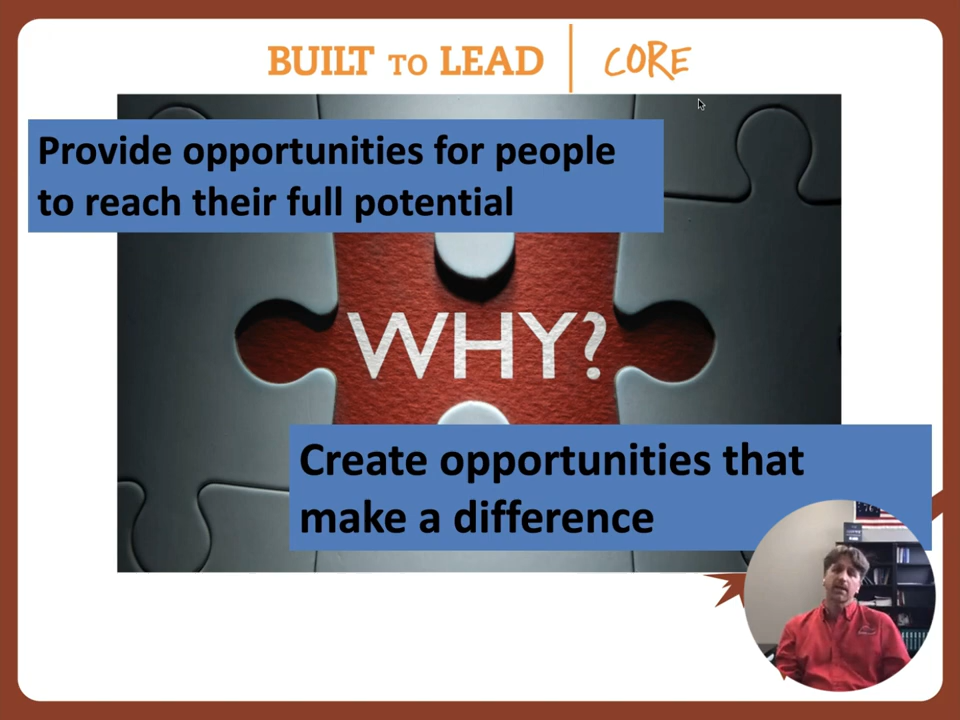 BUILT TO LEAD | CORE
Provide opportunities for people
to reach their full potential
WHY?
Create opportunities that
make a difference